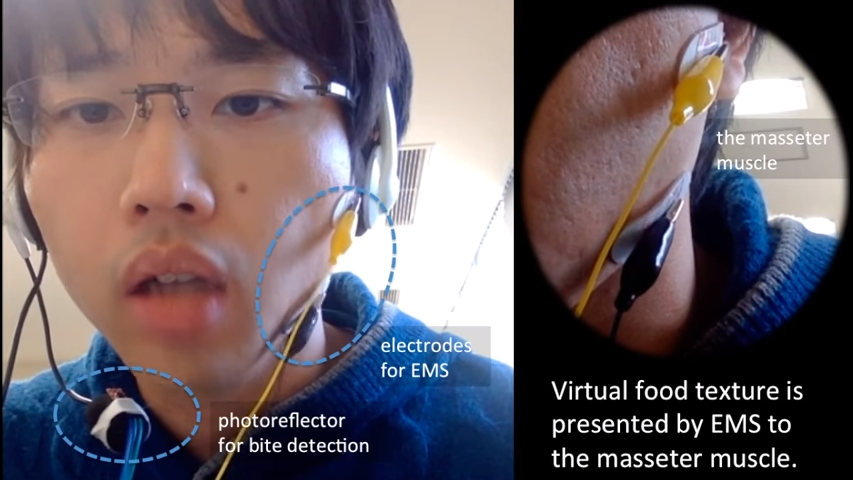 electrodes
for EMS
photoreflector
for bite detection
the masseter
muscle
Virtual food texture is
presented by EMS to
the masseter muscle.